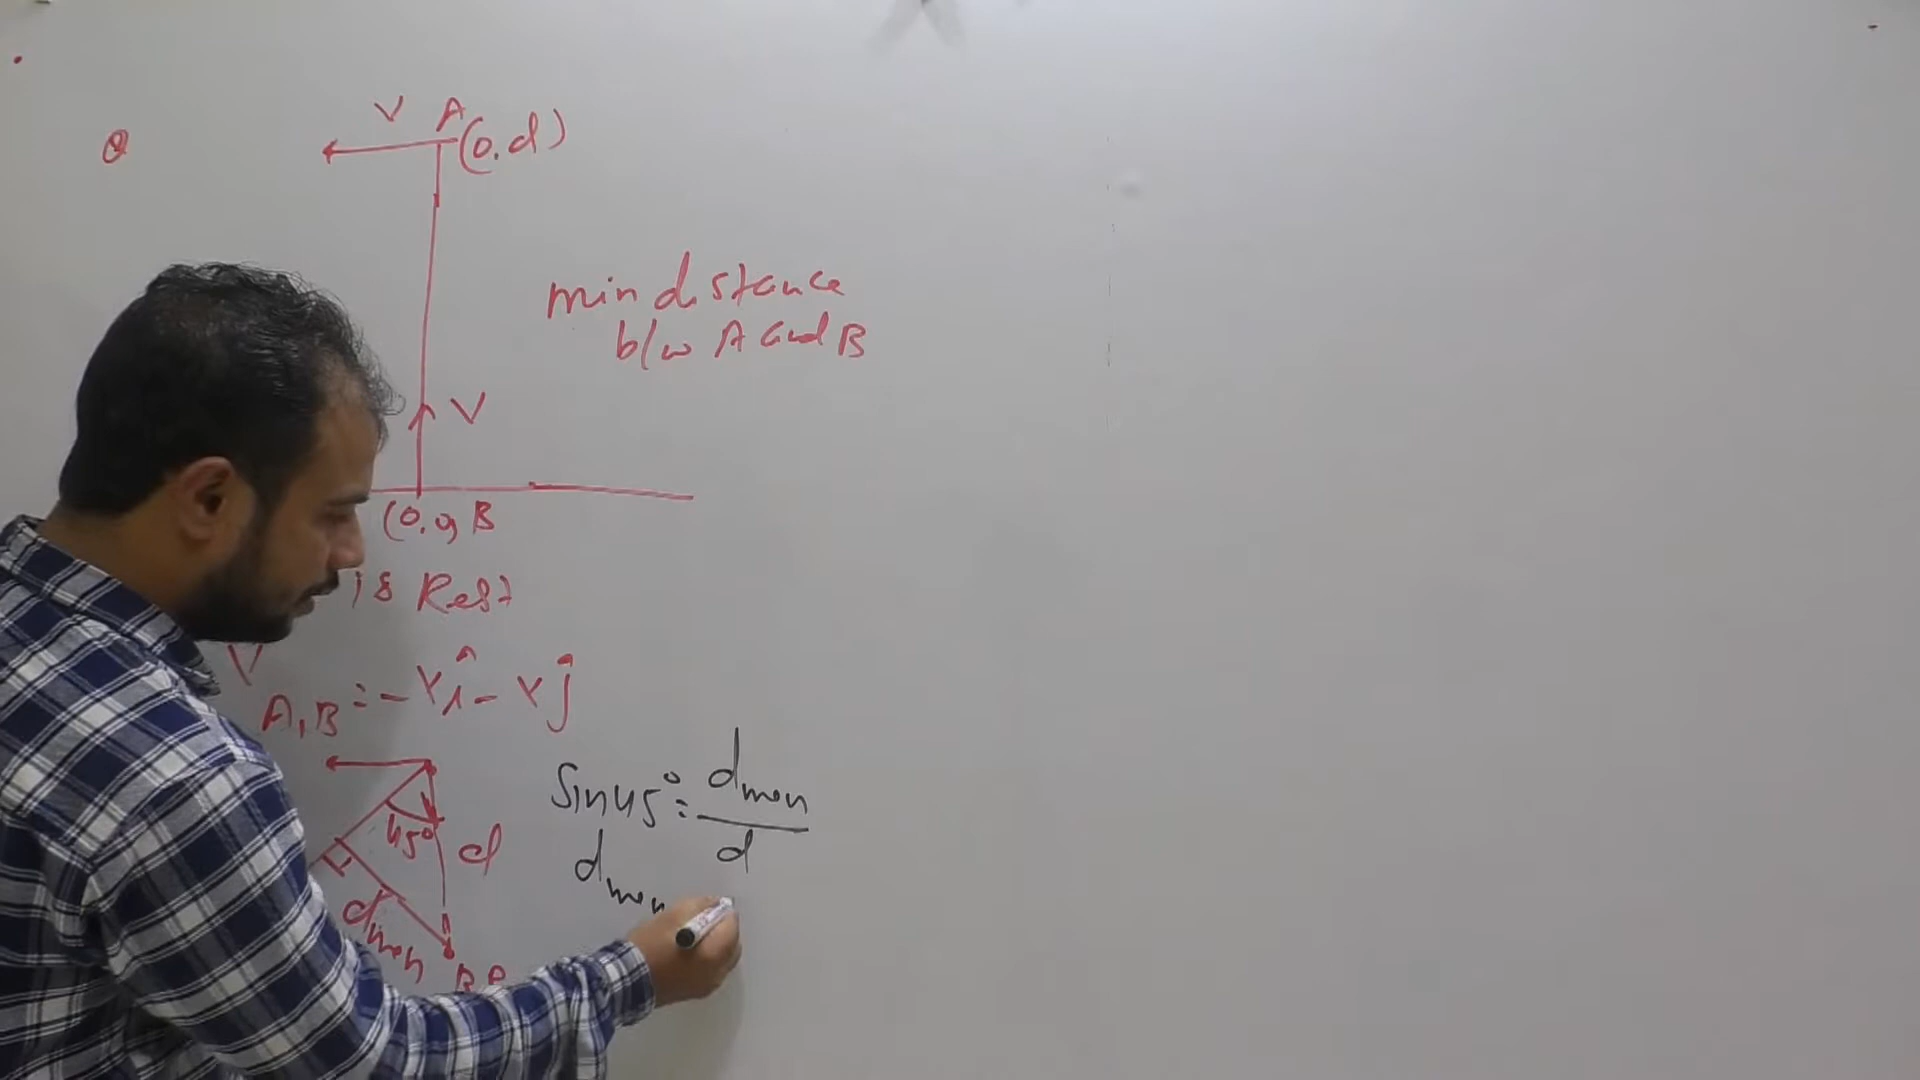 Q
V A (0,d)
min distance
b/w A and B
V
(0,0) B
is Rest
V
A,B = -vî - vĵ
Sin45° = dmin/d
45° d
dmin
dmin
B